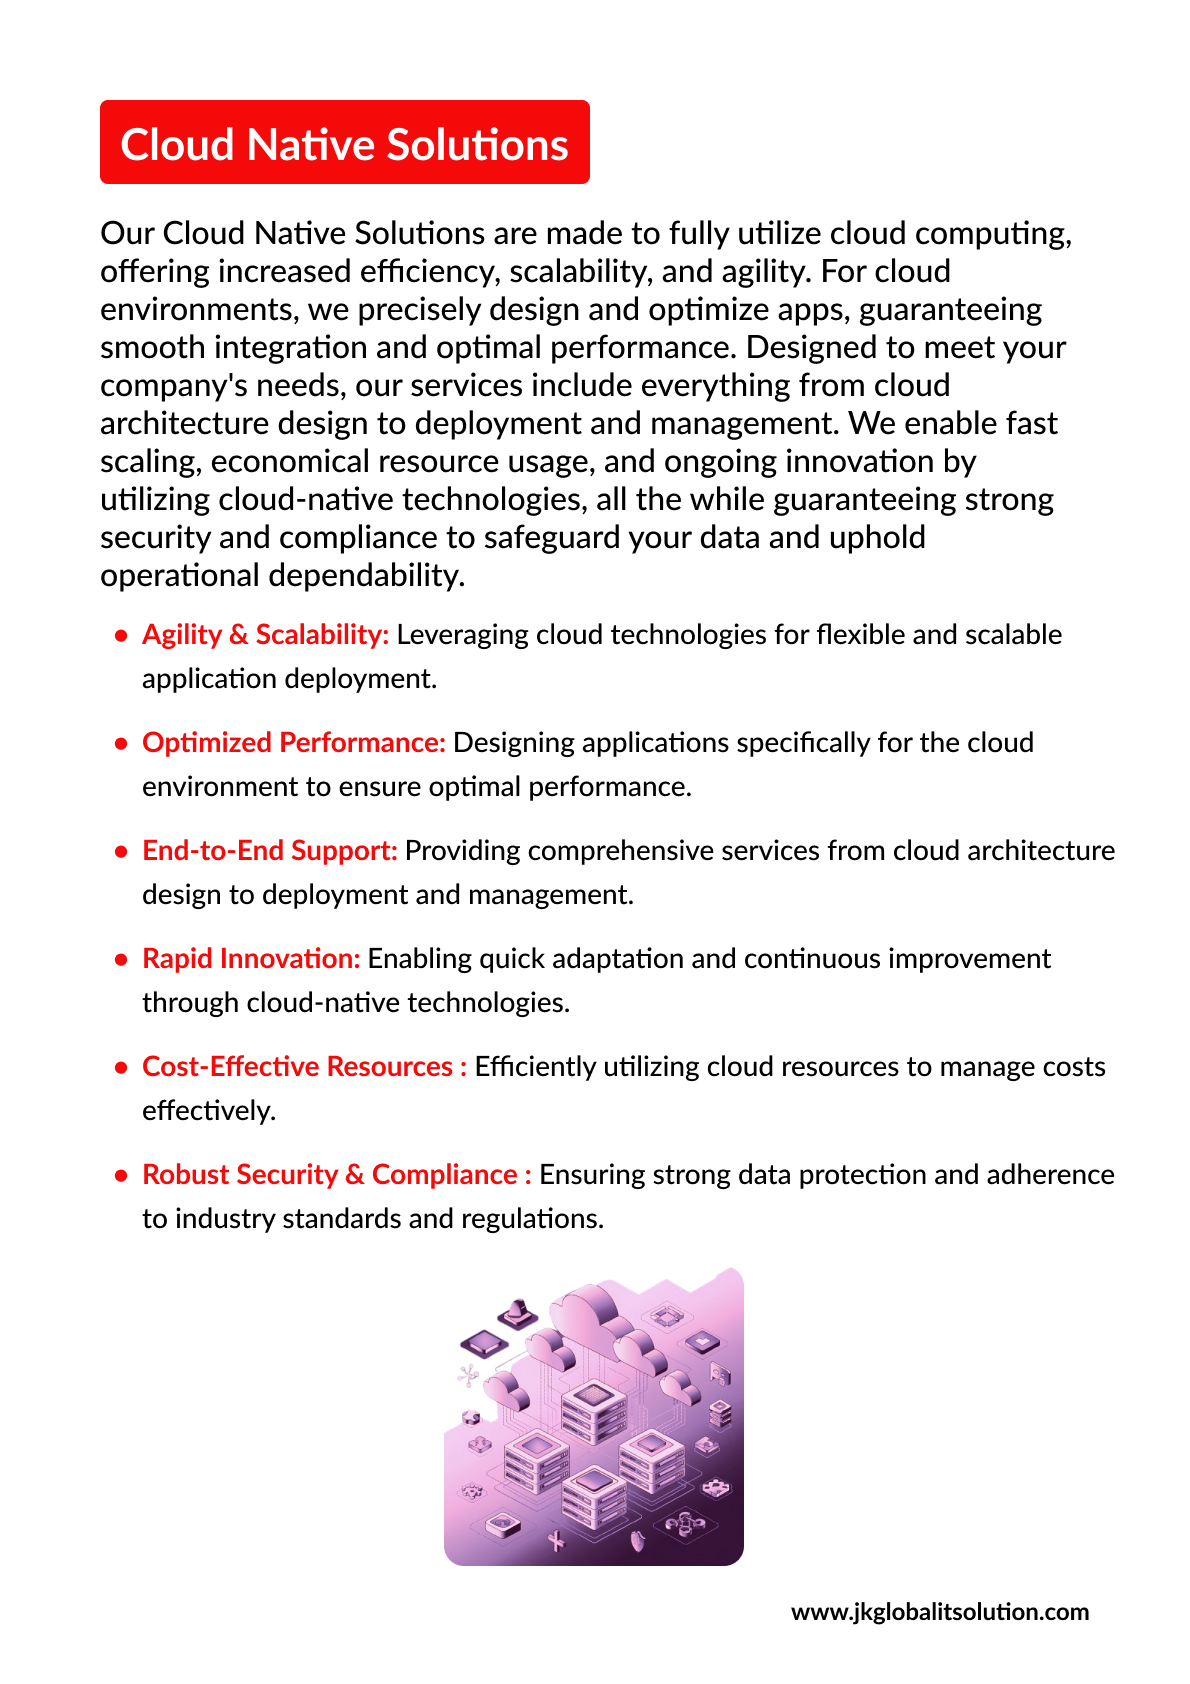 Cloud Native Solutions
Our Cloud Native Solutions are made to fully utilize cloud computing,
offering increased efficiency, scalability, and agility. For cloud
environments, we precisely design and optimize apps, guaranteeing
smooth integration and optimal performance. Designed to meet your
company's needs, our services include everything from cloud
architecture design to deployment and management. We enable fast
scaling, economical resource usage, and ongoing innovation by
utilizing cloud-native technologies, all the while guaranteeing strong
security and compliance to safeguard your data and uphold
operational dependability.
● Agility & Scalability: Leveraging cloud technologies for flexible and scalable
application deployment.
● Optimized Performance: Designing applications specifically for the cloud
environment to ensure optimal performance.
● End-to-End Support: Providing comprehensive services from cloud architecture
design to deployment and management.
● Rapid Innovation: Enabling quick adaptation and continuous improvement
through cloud-native technologies.
● Cost-Effective Resources : Efficiently utilizing cloud resources to manage costs
effectively.
● Robust Security & Compliance : Ensuring strong data protection and adherence
to industry standards and regulations.
www.jkglobalitsolution.com